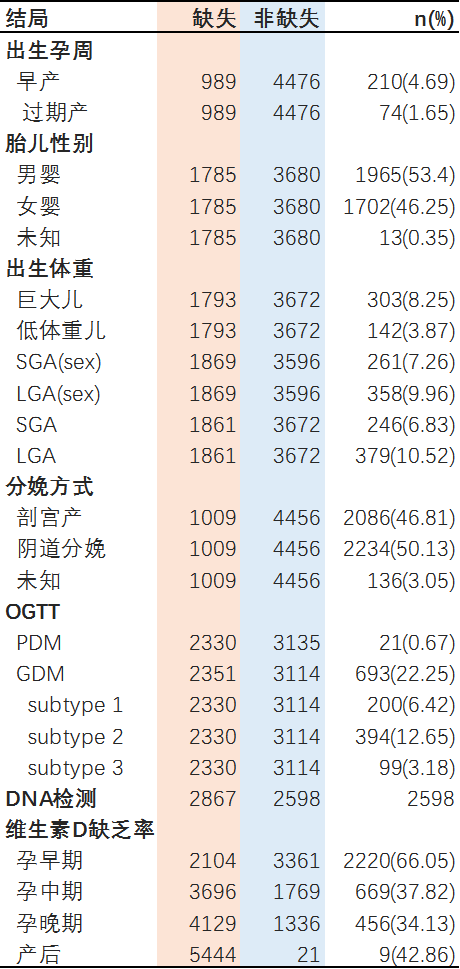 结局 缺失 非缺失 n(%)
出生孕周
早产 989 4476 210(4.69)
过期产 989 4476 74(1.65)
胎儿性别
男婴 1785 3680 1965(53.4)
女婴 1785 3680 1702(46.25)
未知 1785 3680 13(0.35)
出生体重
巨大儿 1793 3672 303(8.25)
低体重儿 1793 3672 142(3.87)
SGA(sex) 1869 3596 261(7.26)
LGA(sex) 1869 3596 358(9.96)
SGA 1861 3672 246(6.83)
LGA 1861 3672 379(10.52)
分娩方式
剖宫产 1009 4456 2086(46.81)
阴道分娩 1009 4456 2234(50.13)
未知 1009 4456 136(3.05)
OGTT
PDM 2330 3135 21(0.67)
GDM 2351 3114 693(22.25)
subtype 1 2330 3114 200(6.42)
subtype 2 2330 3114 394(12.65)
subtype 3 2330 3114 99(3.18)
DNA检测 2867 2598 2598
维生素D缺乏率
孕早期 2104 3361 2220(66.05)
孕中期 3696 1769 669(37.82)
孕晚期 4129 1336 456(34.13)
产后 5444 21 9(42.86)